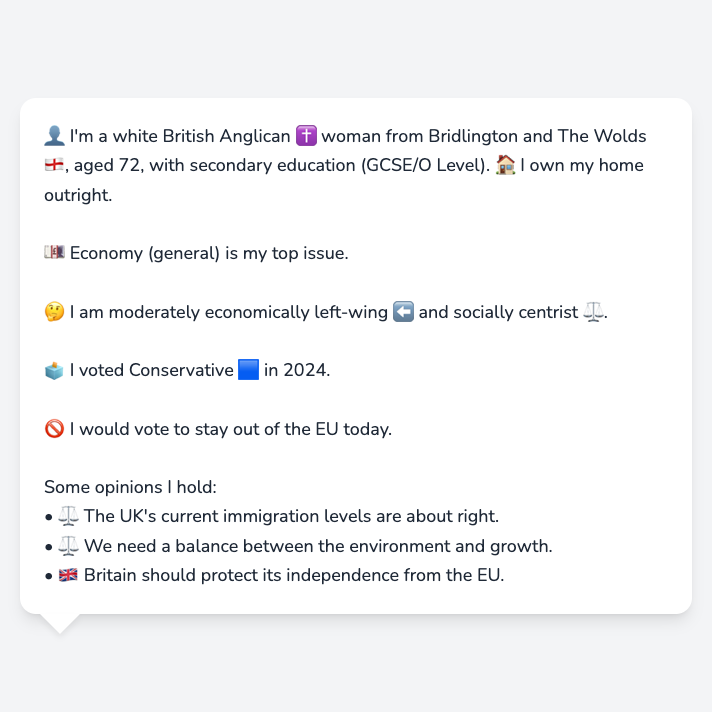 👤 I'm a white British Anglican ✝️ woman from Bridlington and The Wolds
🏴󠁧󠁢󠁥󠁮󠁧󠁿, aged 72, with secondary education (GCSE/O Level). 🏠 I own my home
outright.
💷 Economy (general) is my top issue.
🤔 I am moderately economically left-wing ⬅️ and socially centrist ⚖️.
🗳️ I voted Conservative 🟦 in 2024.
🚫 I would vote to stay out of the EU today.
Some opinions I hold:
• ⚖️ The UK's current immigration levels are about right.
• ⚖️ We need a balance between the environment and growth.
• 🇬🇧 Britain should protect its independence from the EU.